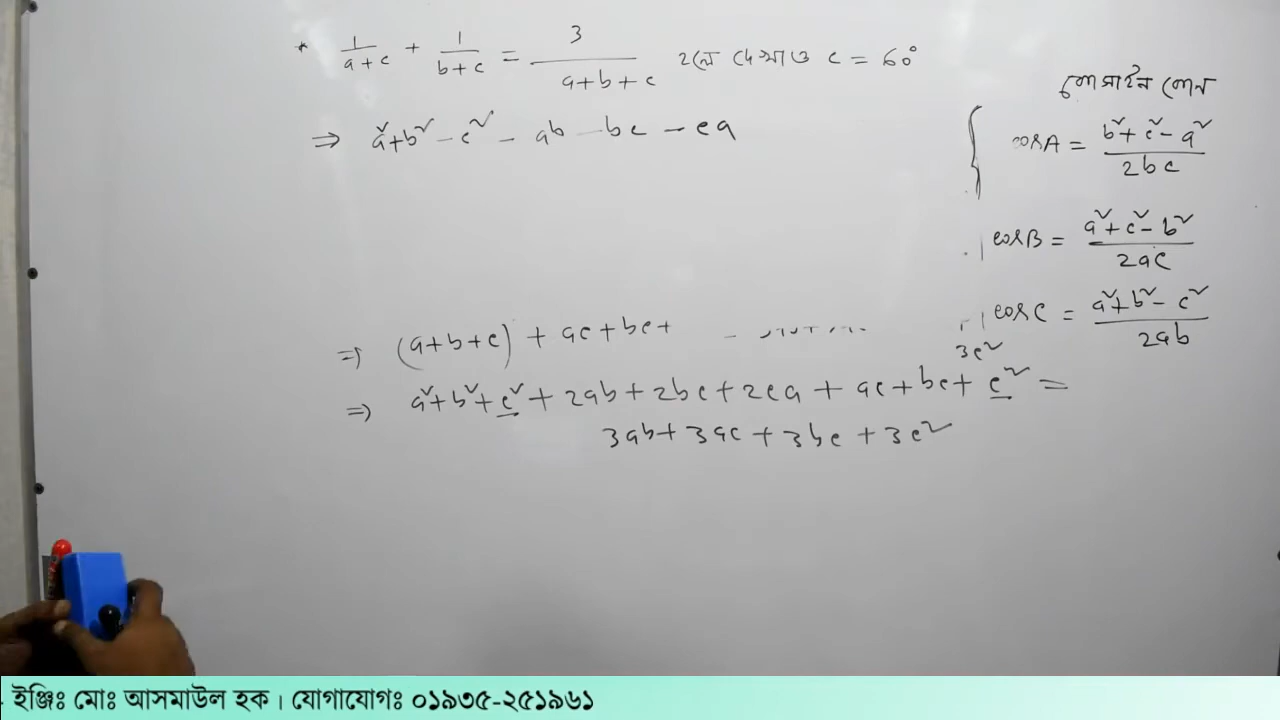 * 1/(a+c) + 1/(b+c) = 3/(a+b+c) হলে দেখাও c = ৬০°
⇒ a²+b²-c² - ab - bc - ca
কোসাইন
cosA = (b²+c²-a²)/2bc
cosB = (a²+c²-b²)/2ac
cosC = (a²+b²-c²)/2ab
⇒ (a+b+c) + ac+bc+
3c²
⇒ a²+b²+c²+2ab+2bc+2ca + ac+bc+c² =
3ab+3ac+3bc+3c²
ইঞ্জিঃ মোঃ আসমাউল হক। যোগাযোগঃ ০১৯৩৫-২৫১৯৬১